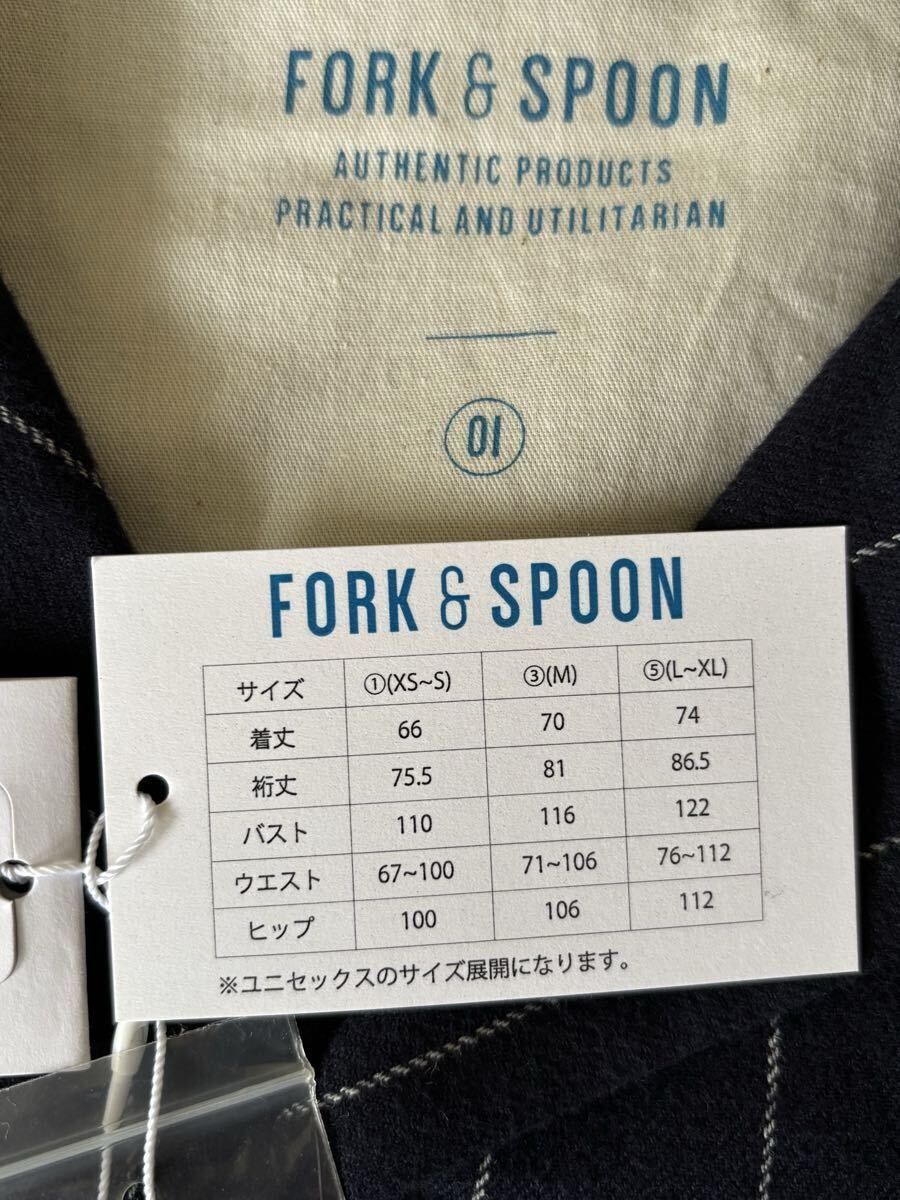 FORK & SPOON
AUTHENTIC PRODUCTS
PRACTICAL AND UTILITARIAN
01
FORK & SPOON
サイズ ①(XS~S) ③(M) ⑤(L~XL)
着丈 66 70 74
裄丈 75.5 81 86.5
バスト 110 116 122
ウエスト 67~100 71~106 76~112
ヒップ 100 106 112
※ユニセックスのサイズ展開になります。